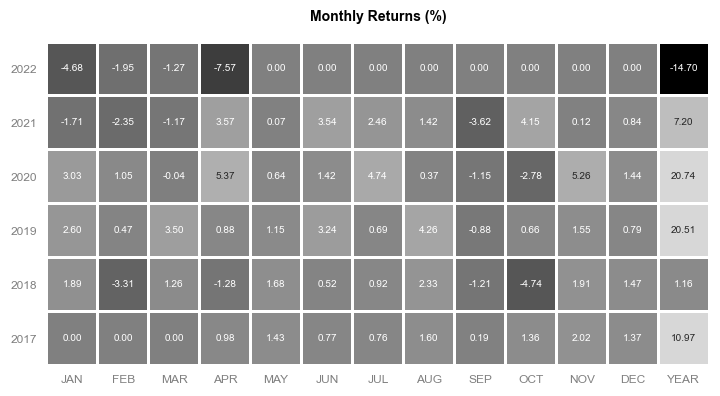 Monthly Returns (%)
2022 -4.68 -1.95 -1.27 -7.57 0.00 0.00 0.00 0.00 0.00 0.00 0.00 0.00 -14.70
2021 -1.71 -2.35 -1.17 3.57 0.07 3.54 2.46 1.42 -3.62 4.15 0.12 0.84 7.20
2020 3.03 1.05 -0.04 5.37 0.64 1.42 4.74 0.37 -1.15 -2.78 5.26 1.44 20.74
2019 2.60 0.47 3.50 0.88 1.15 3.24 0.69 4.26 -0.88 0.66 1.55 0.79 20.51
2018 1.89 -3.31 1.26 -1.28 1.68 0.52 0.92 2.33 -1.21 -4.74 1.91 1.47 1.16
2017 0.00 0.00 0.00 0.98 1.43 0.77 0.76 1.60 0.19 1.36 2.02 1.37 10.97
JAN FEB MAR APR MAY JUN JUL AUG SEP OCT NOV DEC YEAR